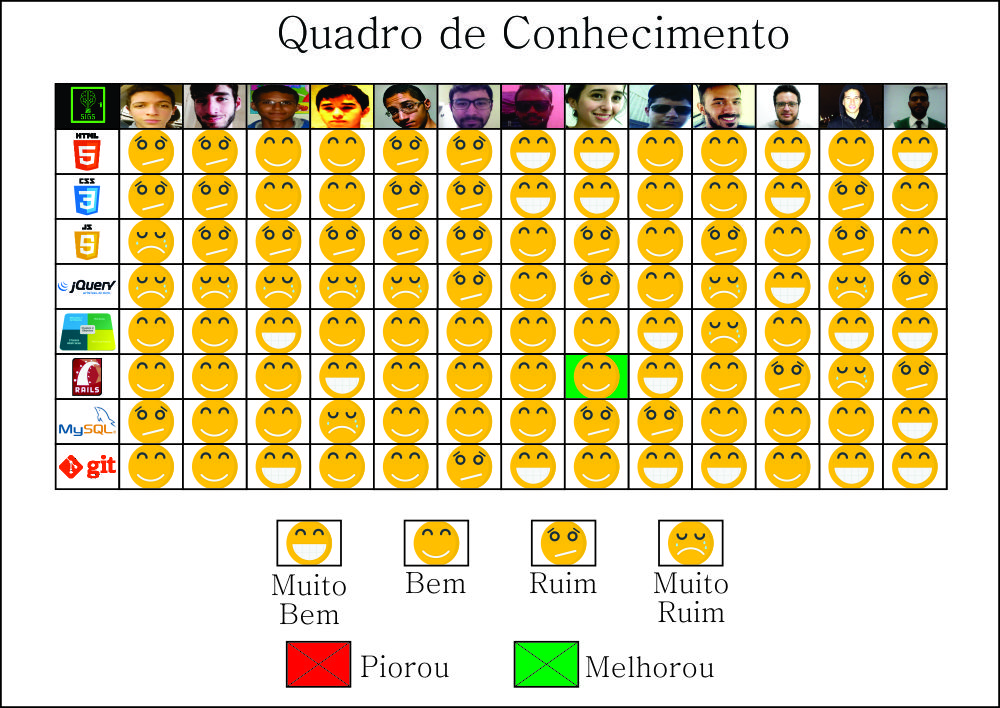 Quadro de Conhecimento
SIGS
HTML
5
CSS
3
JS
5
jQuery
RAILS
MySQL
git
Muito Bem
Bem
Ruim
Muito Ruim
Piorou
Melhorou